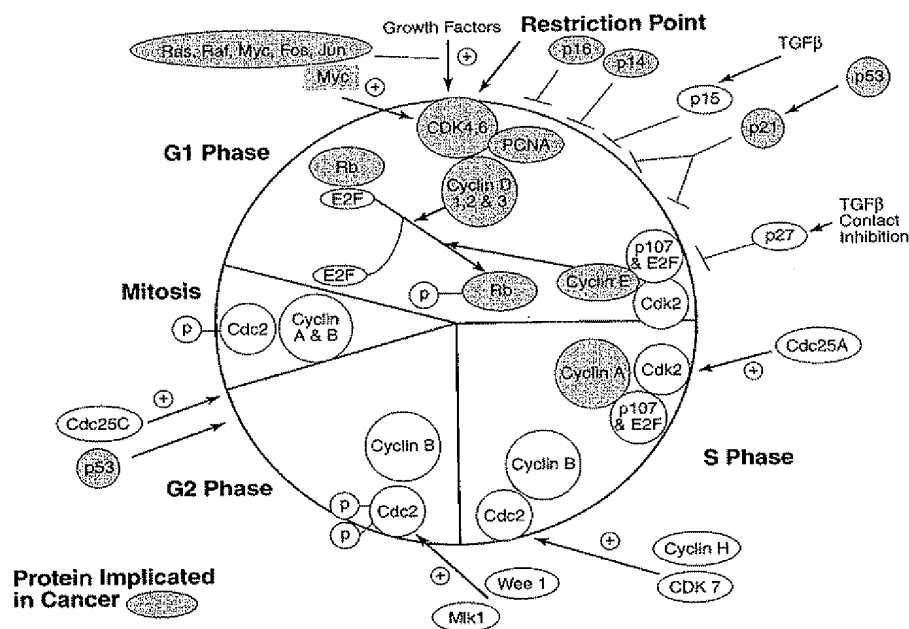 Growth Factors
Restriction Point
Ras, Raf, Myc, Fos, Jun
+
Myc
+
p16
p14
TGFβ
p15
p53
p21
CDK4,6
PCNA
G1 Phase
Rb
E2F
Cyclin D
1,2 & 3
TGFβ
Contact
Inhibition
p27
p107
& E2F
E2F
Cyclin E
Rb
p
Cdk2
Mitosis
p
Cdc2
Cyclin
A & B
Cdc25A
+
Cyclin A
Cdk2
p107
& E2F
+
Cdc25C
p53
Cyclin B
Cyclin B
S Phase
G2 Phase
p
p
Cdc2
Cdc2
+
Cyclin H
CDK 7
+
Wee 1
Mlk1
Protein Implicated
in Cancer